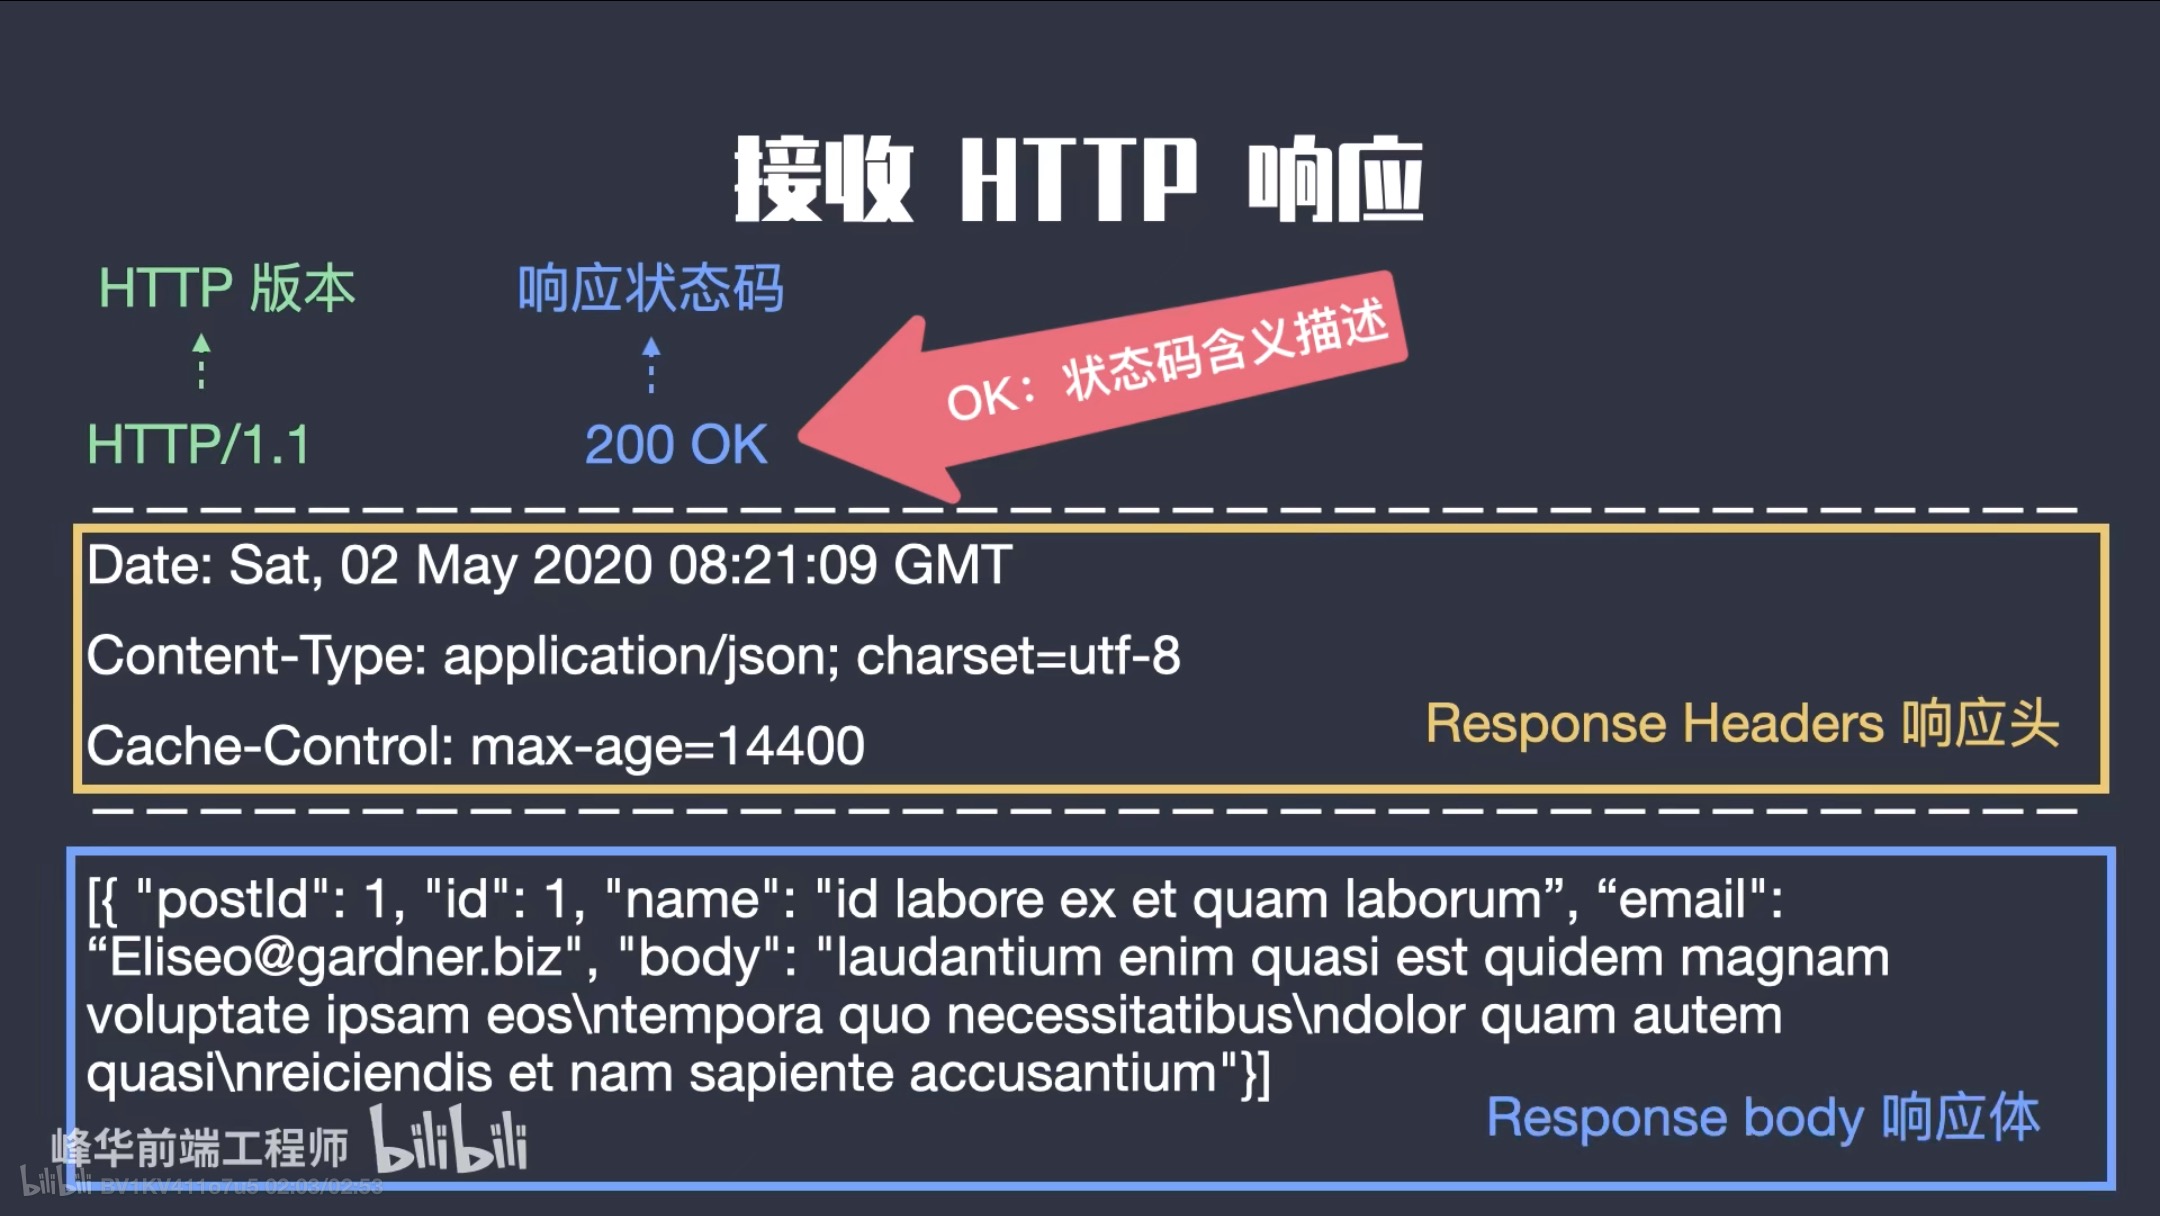 接收 HTTP 响应
HTTP 版本
响应状态码
OK：状态码含义描述
HTTP/1.1
200 OK
Date: Sat, 02 May 2020 08:21:09 GMT
Content-Type: application/json; charset=utf-8
Cache-Control: max-age=14400
Response Headers 响应头
[{ "postId": 1, "id": 1, "name": "id labore ex et quam laborum”, “email":
“Eliseo@gardner.biz", "body": "laudantium enim quasi est quidem magnam
voluptate ipsam eos\ntempora quo necessitatibus\ndolor quam autem
quasi\nreiciendis et nam sapiente accusantium"}]
Response body 响应体
峰华前端工程师 bilibili
bilibili BV1KV411o7u5 02:03/02:53